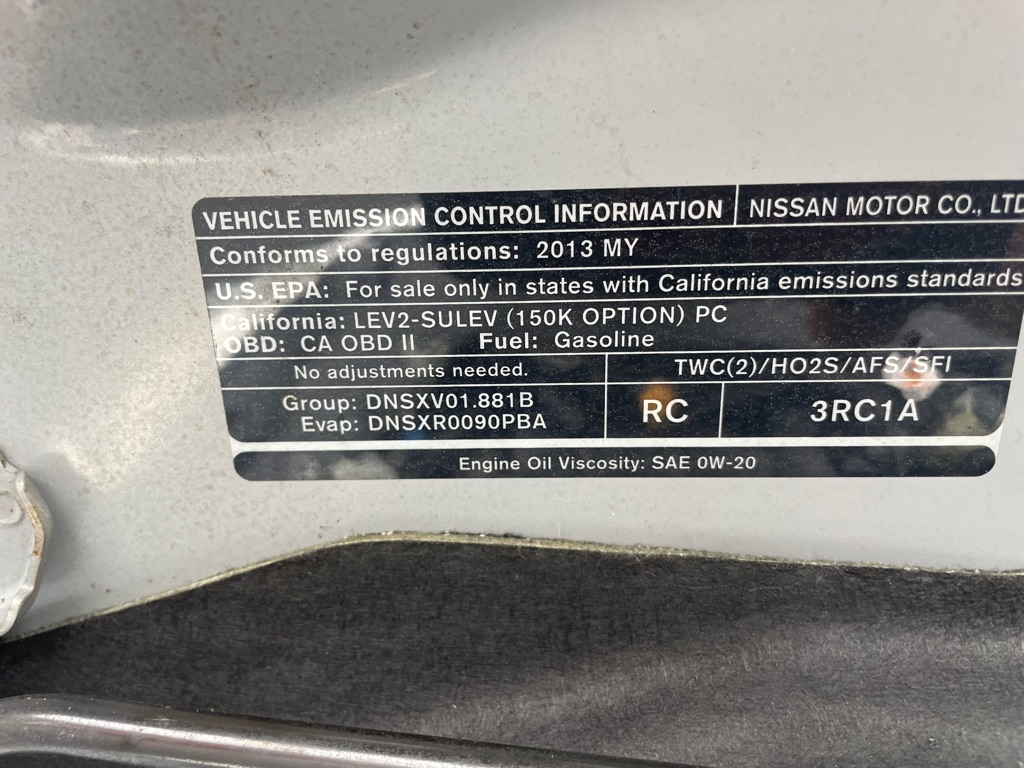 VEHICLE EMISSION CONTROL INFORMATION NISSAN MOTOR CO., LTD
Conforms to regulations: 2013 MY
U.S. EPA: For sale only in states with California emissions standards
California: LEV2-SULEV (150K OPTION) PC
OBD: CA OBD II Fuel: Gasoline
No adjustments needed. TWC(2)/HO2S/AFS/SFI
Group: DNSXV01.881B
Evap: DNSXR0090PBA
RC 3RC1A
Engine Oil Viscosity: SAE 0W-20